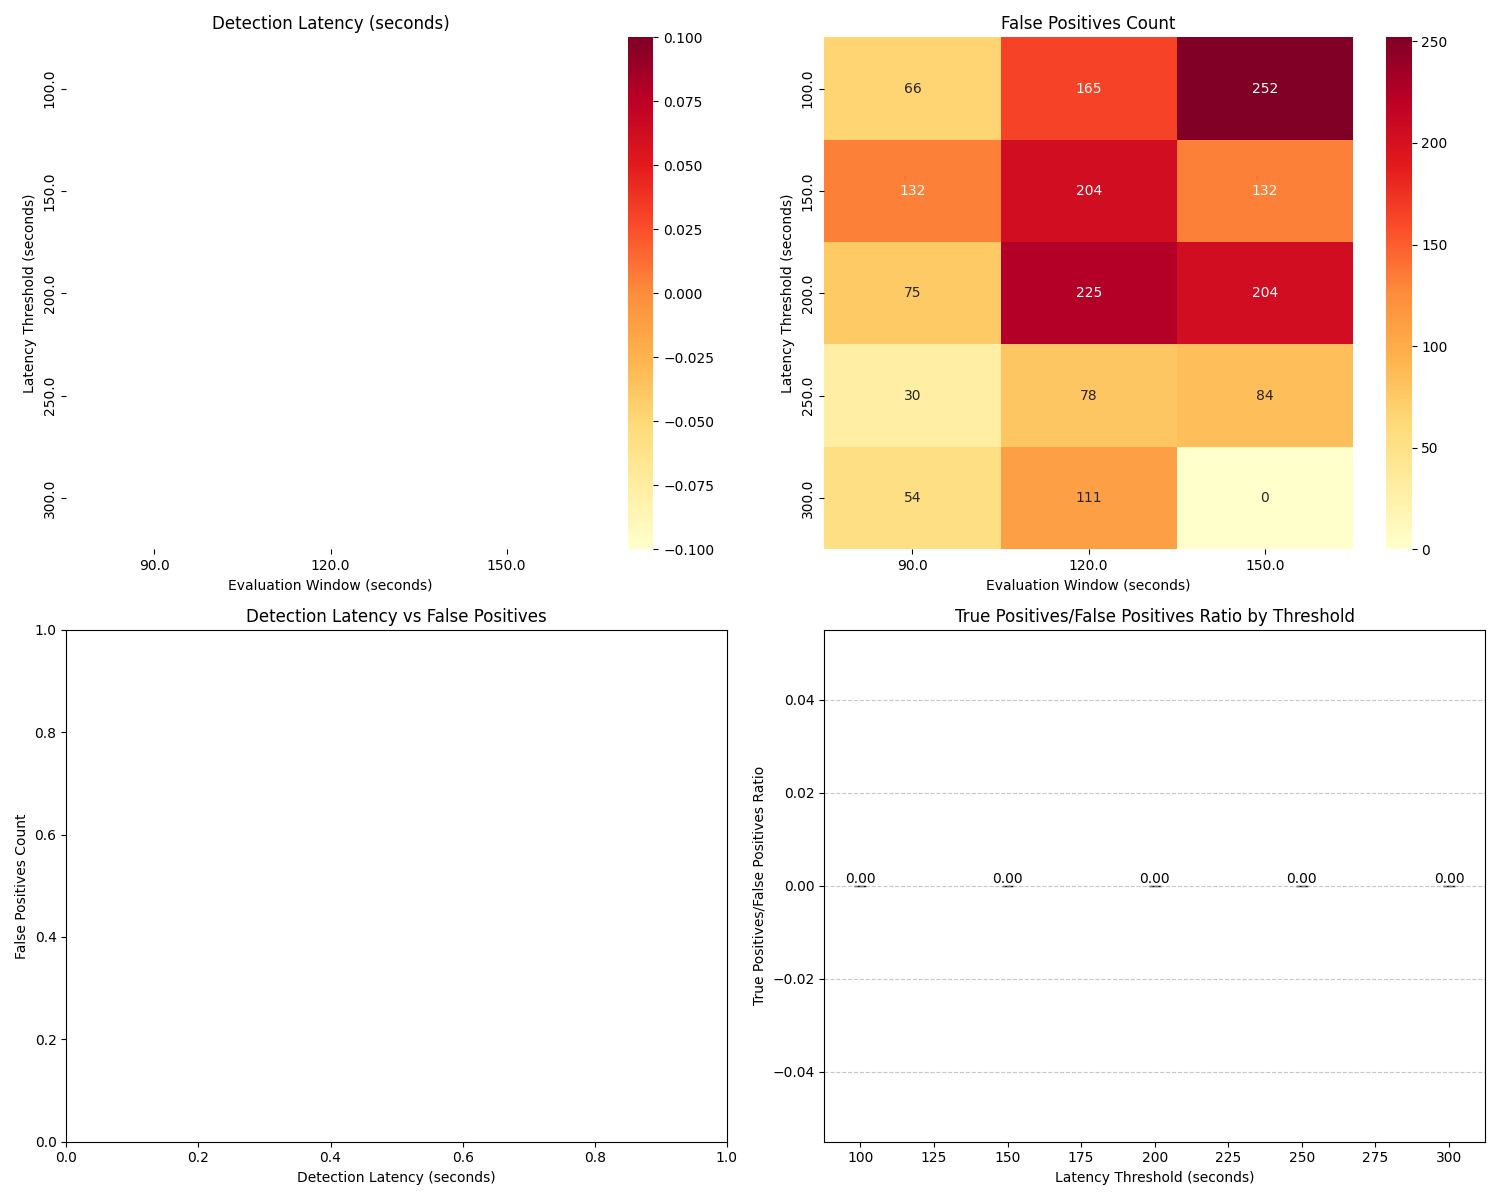 Detection Latency (seconds)
Latency Threshold (seconds)
100.0
150.0
200.0
250.0
300.0
90.0
120.0
150.0
Evaluation Window (seconds)
0.100
0.075
0.050
0.025
0.000
−0.025
−0.050
−0.075
−0.100
False Positives Count
Latency Threshold (seconds)
100.0
150.0
200.0
250.0
300.0
66 165 252
132 204 132
75 225 204
30 78 84
54 111 0
90.0
120.0
150.0
Evaluation Window (seconds)
250
200
150
100
50
0
Detection Latency vs False Positives
False Positives Count
1.0
0.8
0.6
0.4
0.2
0.0
0.0 0.2 0.4 0.6 0.8 1.0
Detection Latency (seconds)
True Positives/False Positives Ratio by Threshold
True Positives/False Positives Ratio
0.04
0.02
0.00
−0.02
−0.04
0.00 0.00 0.00 0.00 0.00
100 125 150 175 200 225 250 275 300
Latency Threshold (seconds)